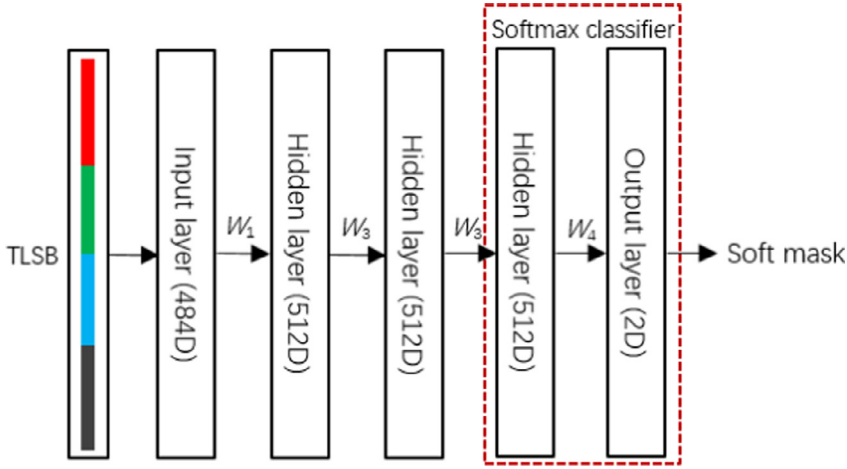 Softmax classifier
TLSB
Input layer (484D)
W1
Hidden layer (512D)
W3
Hidden layer (512D)
W3
Hidden layer (512D)
W4
Output layer (2D)
Soft mask